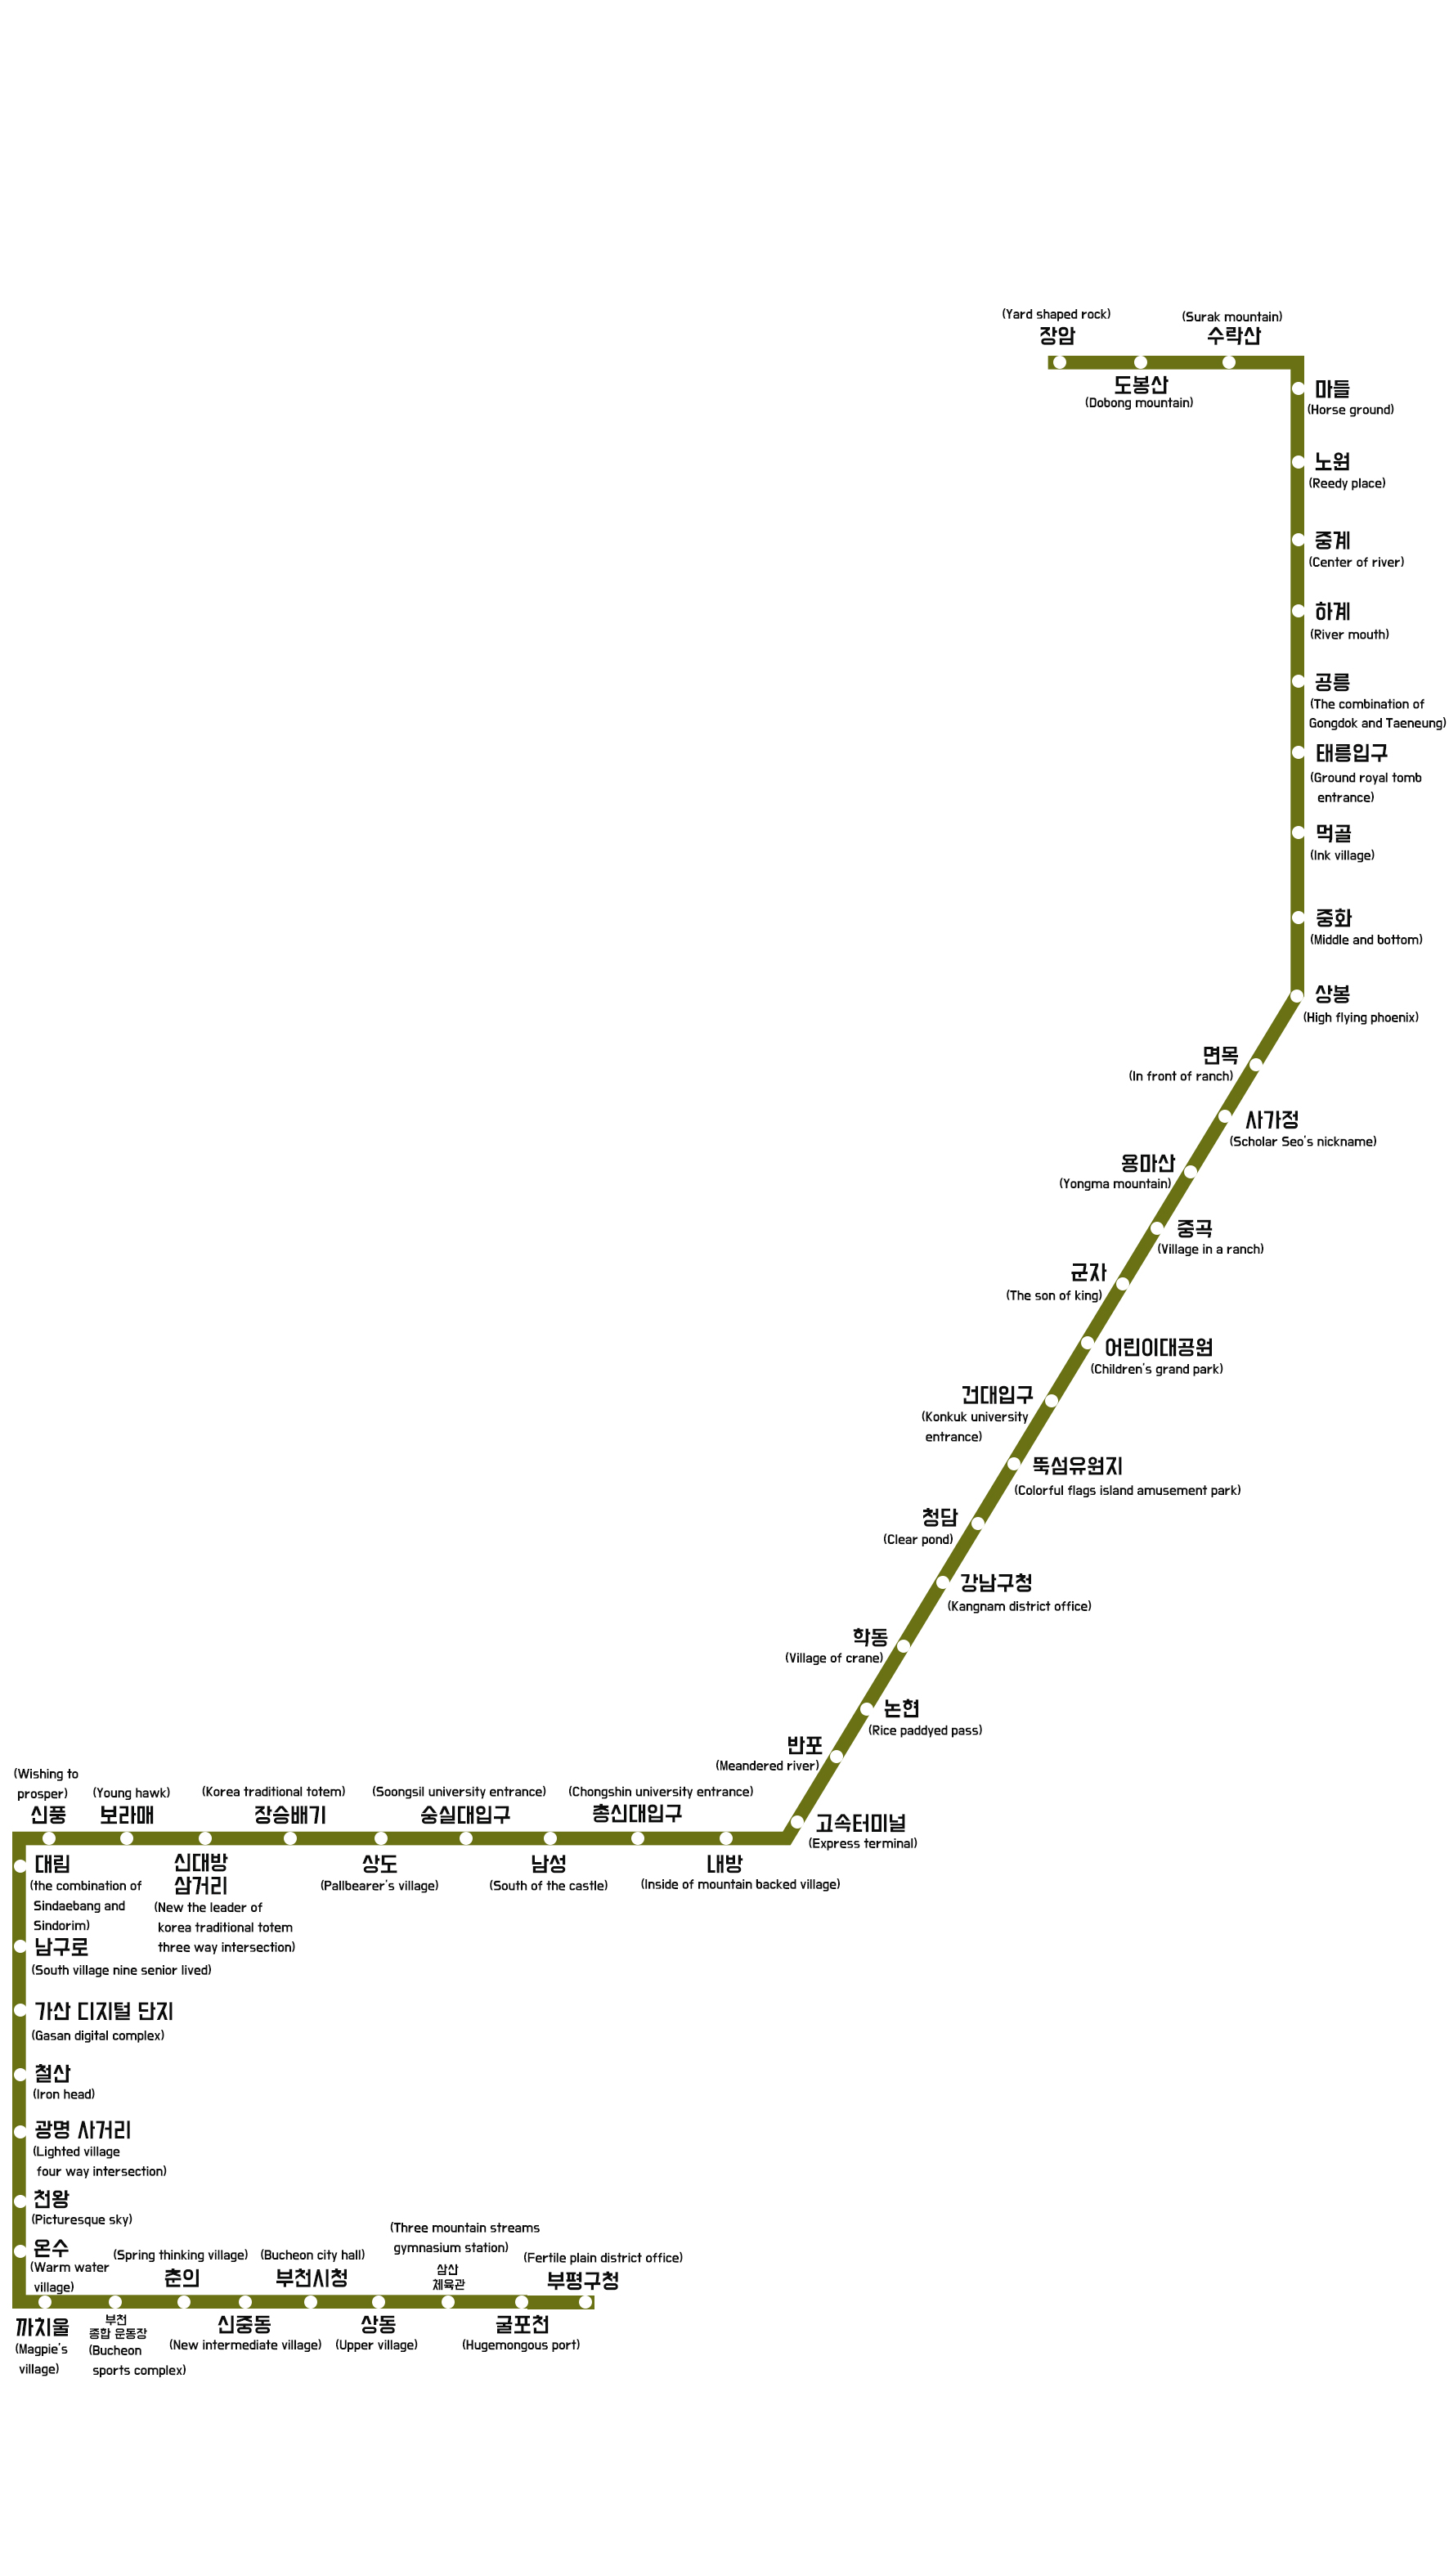 (Yard shaped rock)
장암
(Surak mountain)
수락산
도봉산
(Dobong mountain)
마들
(Horse ground)
노원
(Reedy place)
중계
(Center of river)
하계
(River mouth)
공릉
(The combination of
Gongdok and Taeneung)
태릉입구
(Ground royal tomb
entrance)
먹골
(Ink village)
중화
(Middle and bottom)
상봉
(High flying phoenix)
면목
(In front of ranch)
사가정
(Scholar Seo's nickname)
용마산
(Yongma mountain)
중곡
(Village in a ranch)
군자
(The son of king)
어린이대공원
(Children's grand park)
건대입구
(Konkuk university
entrance)
뚝섬유원지
(Colorful flags island amusement park)
청담
(Clear pond)
강남구청
(Kangnam district office)
학동
(Village of crane)
논현
(Rice paddyed pass)
반포
(Meandered river)
고속터미널
(Express terminal)
내방
(Inside of mountain backed village)
(Chongshin university entrance)
총신대입구
남성
(South of the castle)
(Soongsil university entrance)
숭실대입구
상도
(Pallbearer's village)
(Korea traditional totem)
장승배기
신대방
삼거리
(New the leader of
korea traditional totem
three way intersection)
(Young hawk)
보라매
(Wishing to
prosper)
신풍
대림
(the combination of
Sindaebang and
Sindorim)
남구로
(South village nine senior lived)
가산 디지털 단지
(Gasan digital complex)
철산
(Iron head)
광명 사거리
(Lighted village
four way intersection)
천왕
(Picturesque sky)
온수
(Warm water
village)
까치울
(Magpie's
village)
부천
종합 운동장
(Bucheon
sports complex)
(Spring thinking village)
춘의
신중동
(New intermediate village)
(Bucheon city hall)
부천시청
상동
(Upper village)
(Three mountain streams
gymnasium station)
삼산
체육관
굴포천
(Hugemongous port)
(Fertile plain district office)
부평구청